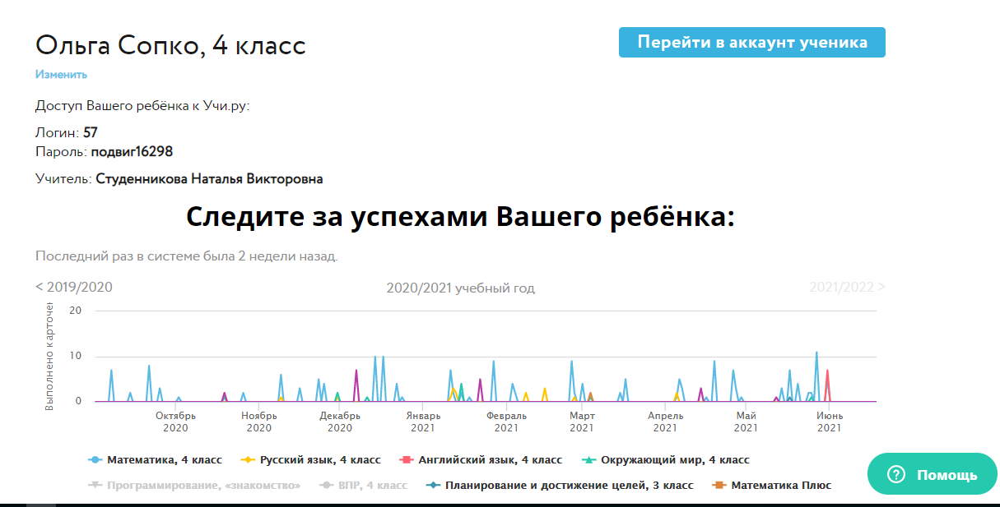 Ольга Сопко, 4 класс
Перейти в аккаунт ученика
Изменить
Доступ Вашего ребёнка к Учи.ру:
Логин: 57
Пароль: подвиг16298
Учитель: Студенникова Наталья Викторовна
Следите за успехами Вашего ребёнка:
Последний раз в системе была 2 недели назад.
< 2019/2020 2020/2021 учебный год 2021/2022 >
Выполнено карточек
20
10
0
Октябрь Ноябрь Декабрь Январь Февраль Март Апрель Май Июнь
2020 2020 2020 2021 2021 2021 2021 2021 2021
Математика, 4 класс Русский язык, 4 класс Английский язык, 4 класс Окружающий мир, 4 класс
Программирование, «знакомство» ВПР, 4 класс Планирование и достижение целей, 3 класс Математика Плюс
? Помощь